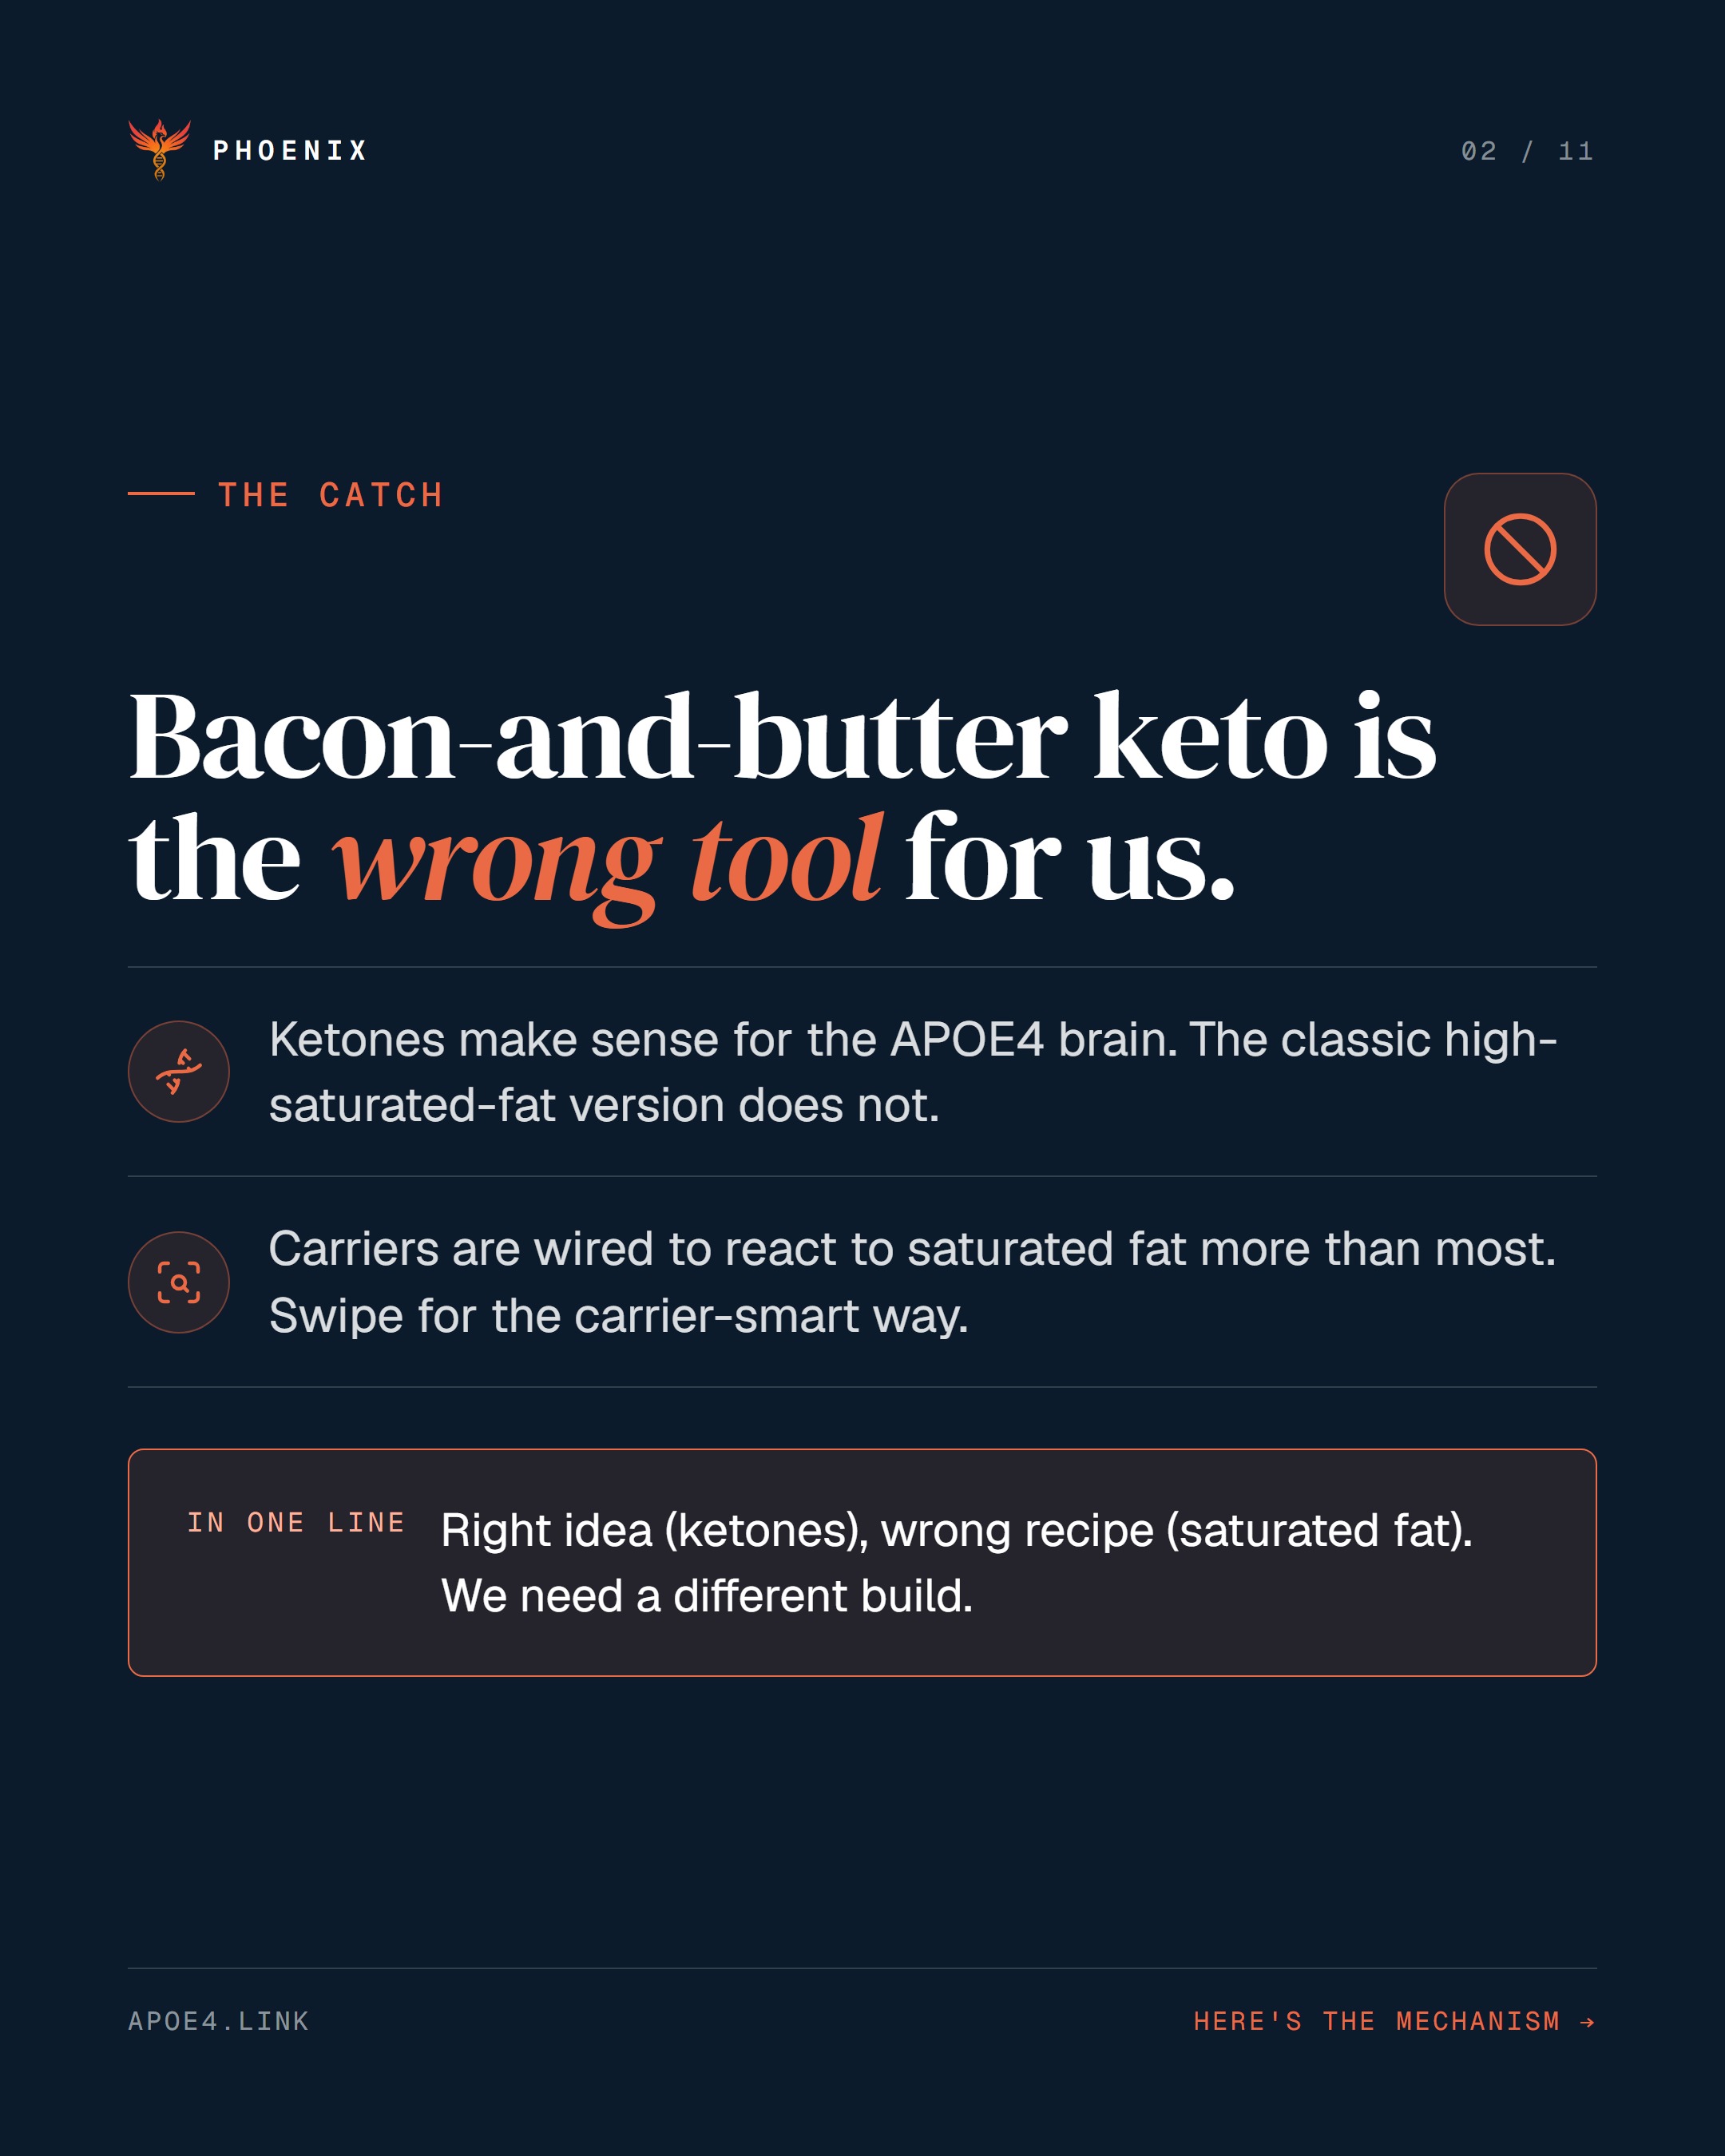 PHOENIX
02 / 11
THE CATCH
Bacon-and-butter keto is
the wrong tool for us.
Ketones make sense for the APOE4 brain. The classic high-
saturated-fat version does not.
Carriers are wired to react to saturated fat more than most.
Swipe for the carrier-smart way.
IN ONE LINE
Right idea (ketones), wrong recipe (saturated fat).
We need a different build.
APOE4.LINK
HERE'S THE MECHANISM →